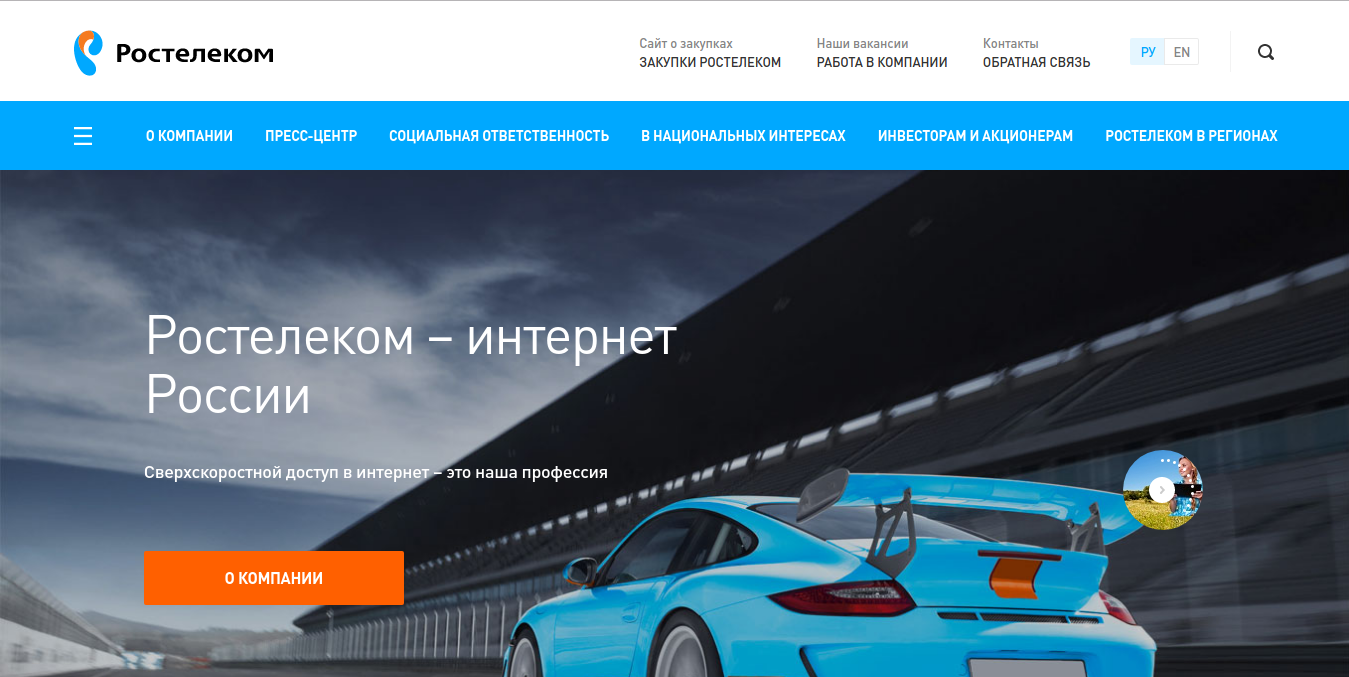 Ростелеком
Сайт о закупках
ЗАКУПКИ РОСТЕЛЕКОМ
Наши вакансии
РАБОТА В КОМПАНИИ
Контакты
ОБРАТНАЯ СВЯЗЬ
РУ EN
О КОМПАНИИ ПРЕСС-ЦЕНТР СОЦИАЛЬНАЯ ОТВЕТСТВЕННОСТЬ В НАЦИОНАЛЬНЫХ ИНТЕРЕСАХ ИНВЕСТОРАМ И АКЦИОНЕРАМ РОСТЕЛЕКОМ В РЕГИОНАХ
Ростелеком – интернет
России
Сверхскоростной доступ в интернет – это наша профессия
О КОМПАНИИ